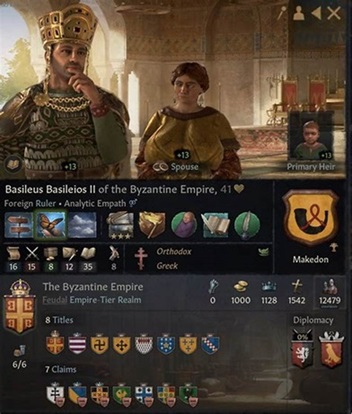 +13
+13
Spouse
+13
Primary Heir
Basileus Basileios II of the Byzantine Empire, 41
Foreign Ruler • Analytic Empath
16 15 8 12 35 8
Orthodox
Greek
Makedon
The Byzantine Empire
Feudal Empire-Tier Realm
0 1000 1128 1542 12479
8 Titles
Diplomacy
0%
6/6
7 Claims